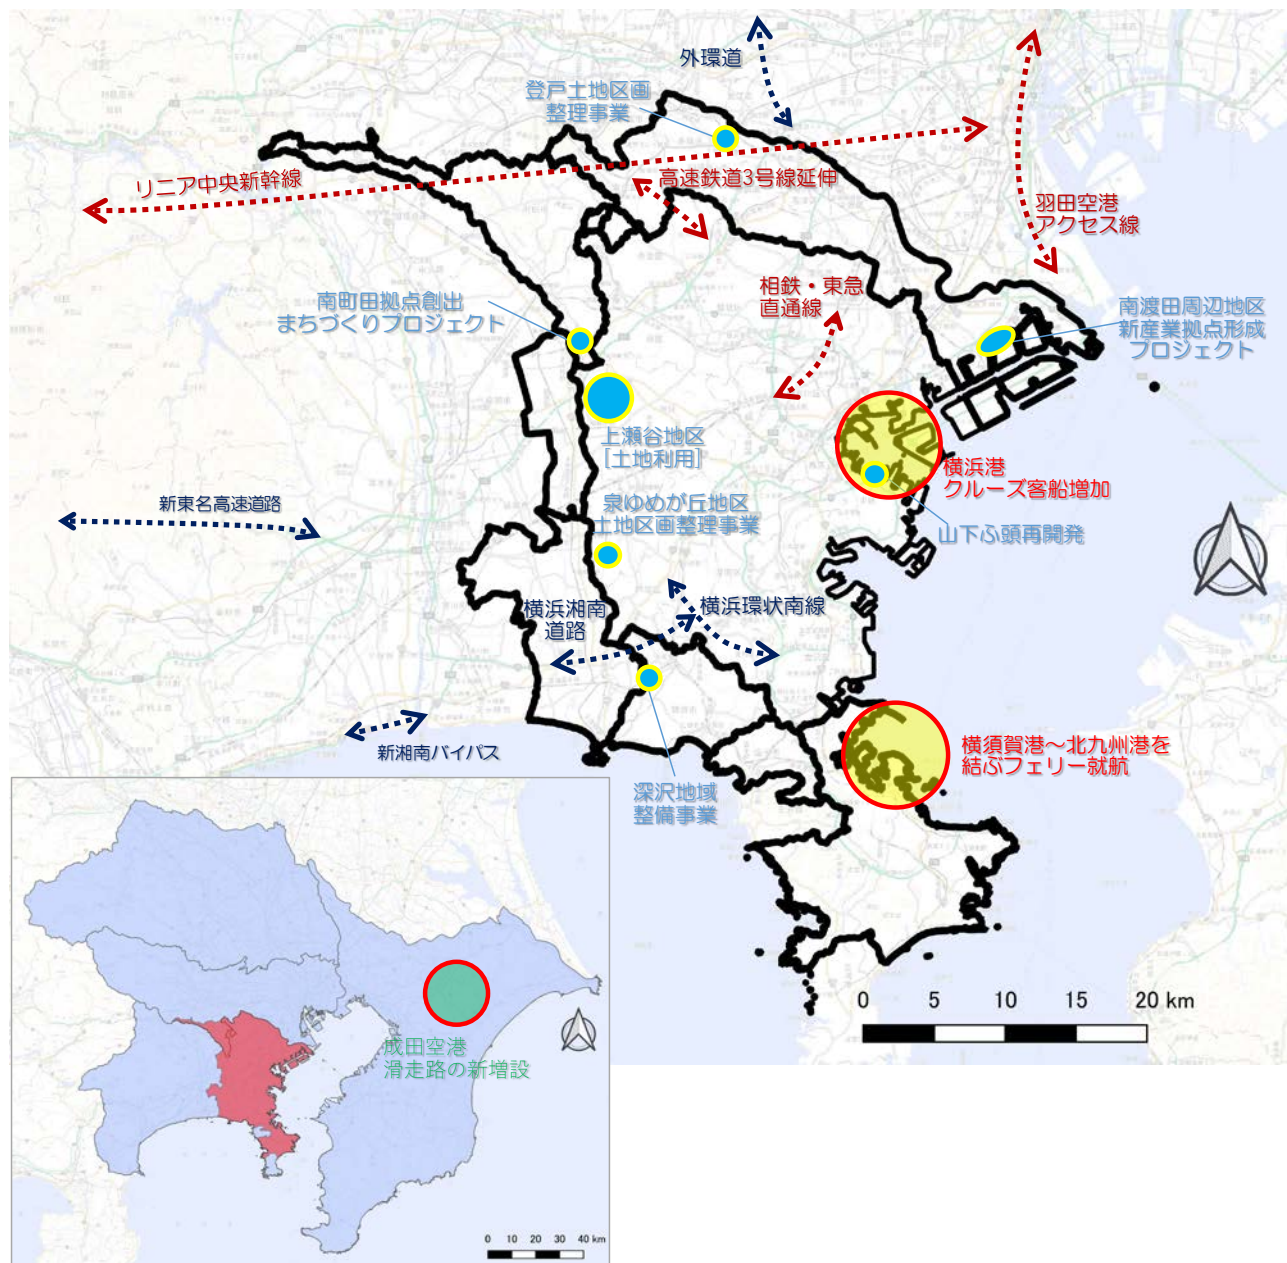 外環道
登戸土地区画
整理事業
リニア中央新幹線
高速鉄道3号線延伸
羽田空港
アクセス線
相鉄・東急
直通線
南町田拠点創出
まちづくりプロジェクト
南渡田周辺地区
新産業拠点形成
プロジェクト
上瀬谷地区
[土地利用]
横浜港
クルーズ客船増加
新東名高速道路
泉ゆめが丘地区
土地区画整理事業
山下ふ頭再開発
横浜湘南
道路
横浜環状南線
新湘南バイパス
深沢地域
整備事業
横須賀港～北九州港を
結ぶフェリー就航
0 5 10 15 20 km
成田空港
滑走路の新増設
0 10 20 30 40 km